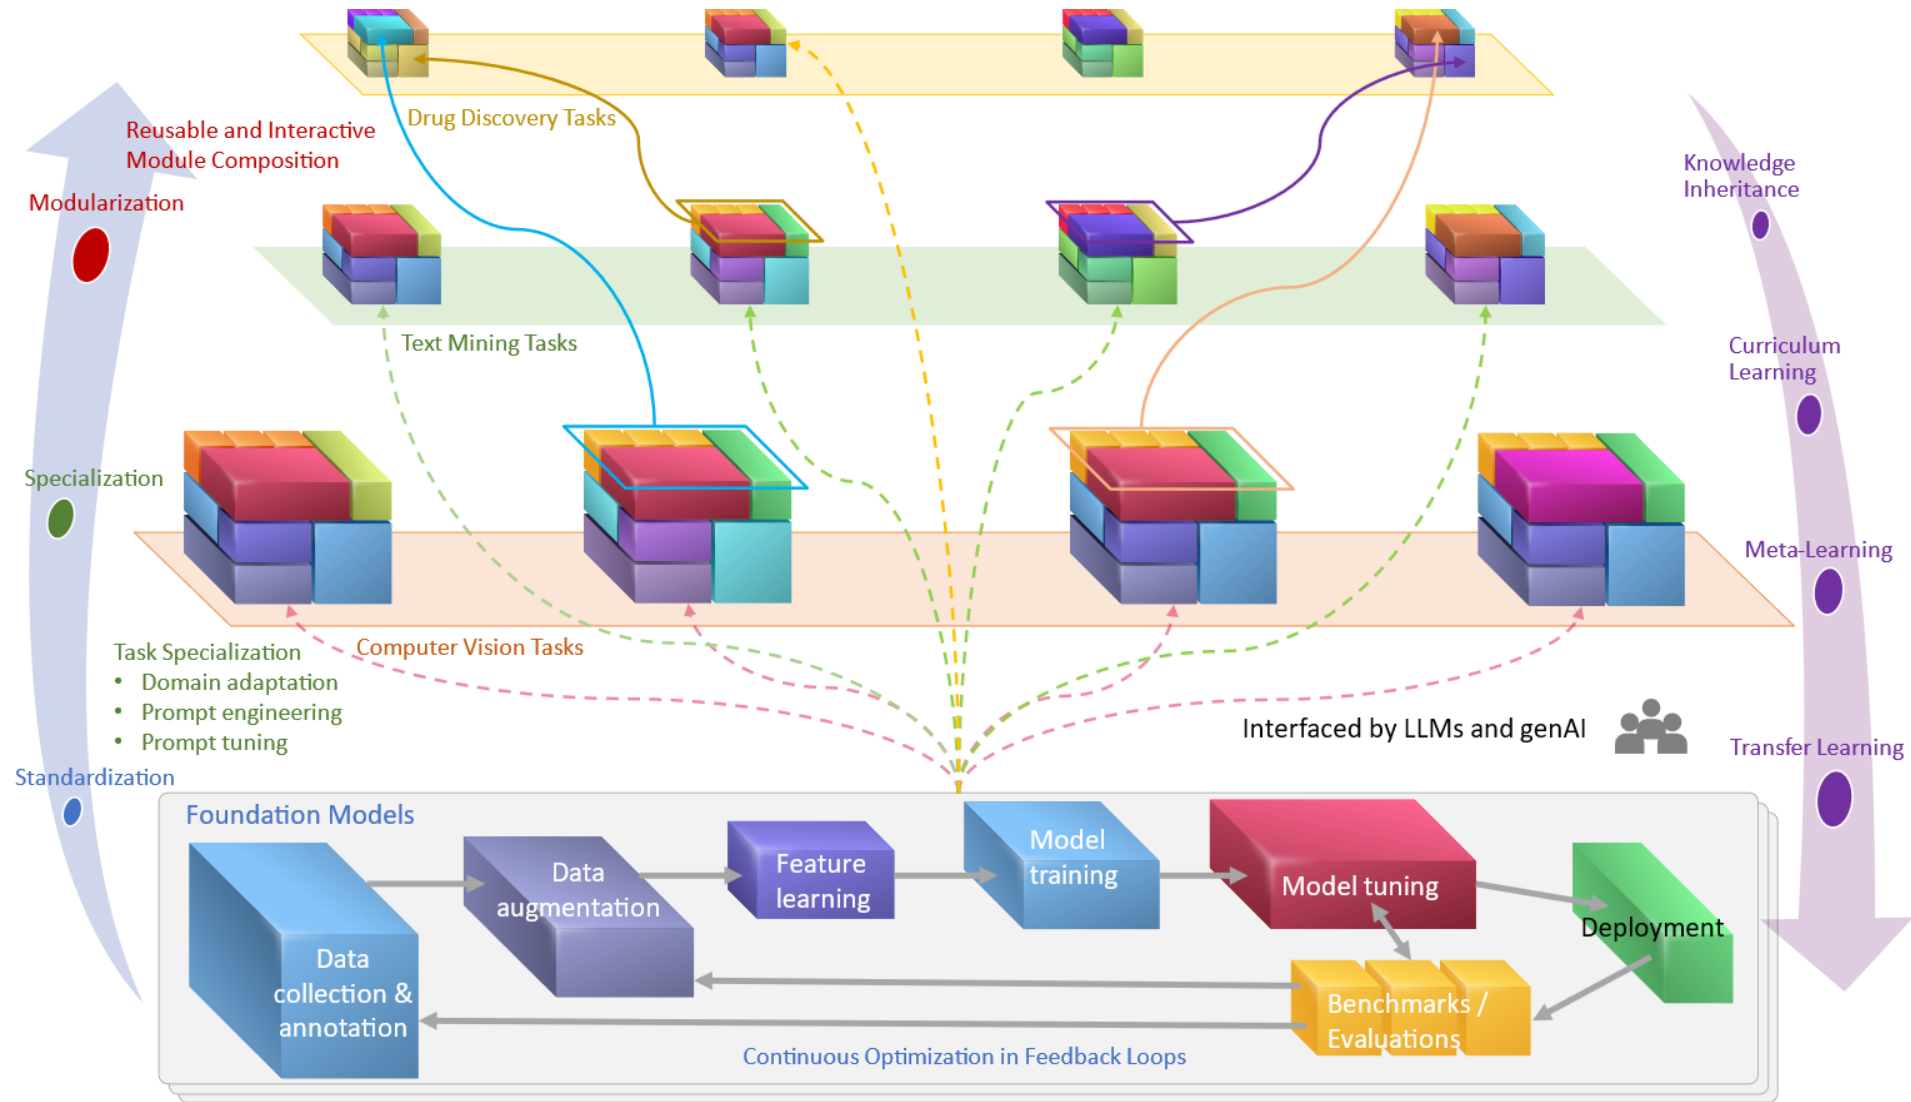 Drug Discovery Tasks
Reusable and Interactive
Module Composition
Modularization
Knowledge
Inheritance
Text Mining Tasks
Curriculum
Learning
Specialization
Meta-Learning
Computer Vision Tasks
Task Specialization
• Domain adaptation
• Prompt engineering
• Prompt tuning
Interfaced by LLMs and genAI
Transfer Learning
Standardization
Foundation Models
Data
collection &
annotation
Data
augmentation
Feature
learning
Model
training
Model tuning
Deployment
Benchmarks /
Evaluations
Continuous Optimization in Feedback Loops